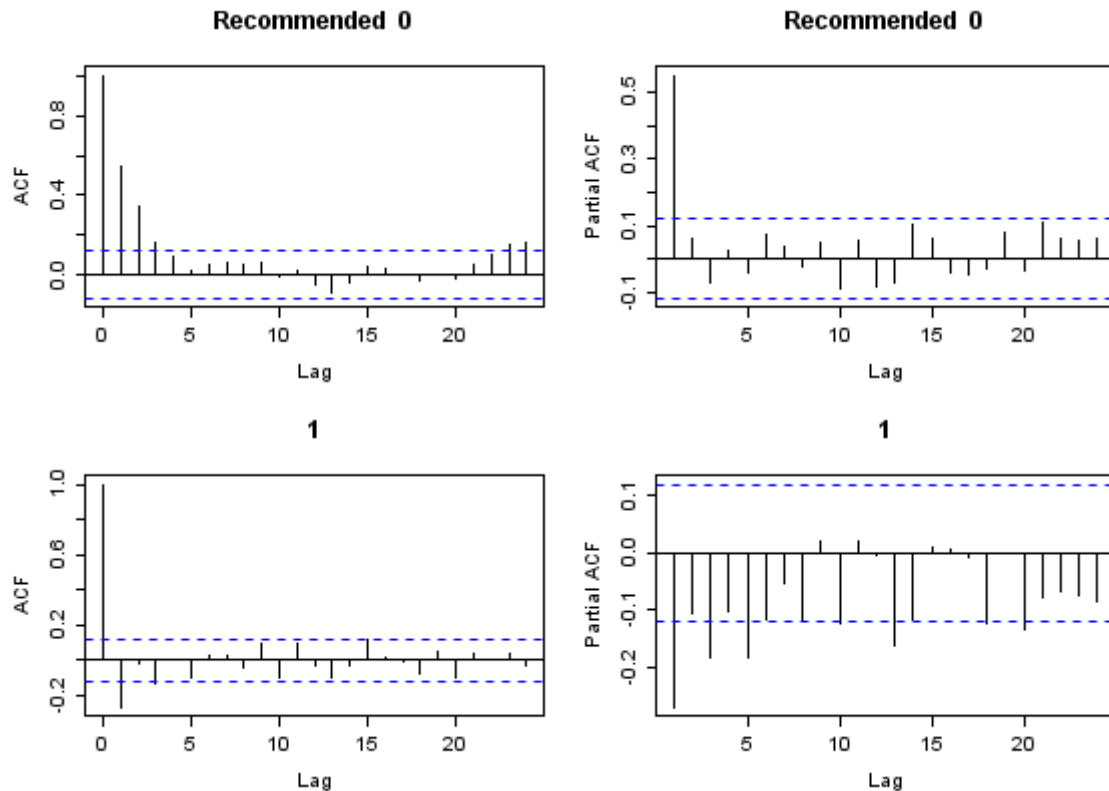 Recommended 0
ACF
0.0 0.4 0.8
0 5 10 15 20
Lag
Recommended 0
Partial ACF
-0.1 0.1 0.3 0.5
5 10 15 20
Lag
1
ACF
-0.2 0.2 0.6 1.0
0 5 10 15 20
Lag
1
Partial ACF
-0.2 -0.1 0.0 0.1
5 10 15 20
Lag